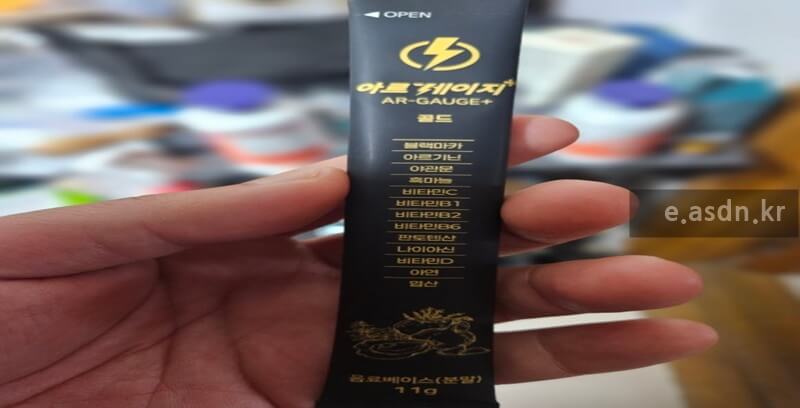 ◀ OPEN
아르게이지+
AR-GAUGE+
골드
블랙마카
아르기닌
야관문
흑마늘
비타민C
비타민B1
비타민B2
비타민B6
판토텐산
나이아신
비타민D
아연
엽산
음료베이스(분말)
11g
e.asdn.kr